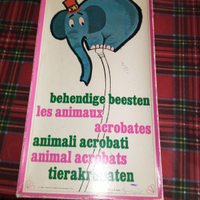 behendige beesten
les animaux
acrobates
animali acrobati
animal acrobats
tierakrobaten